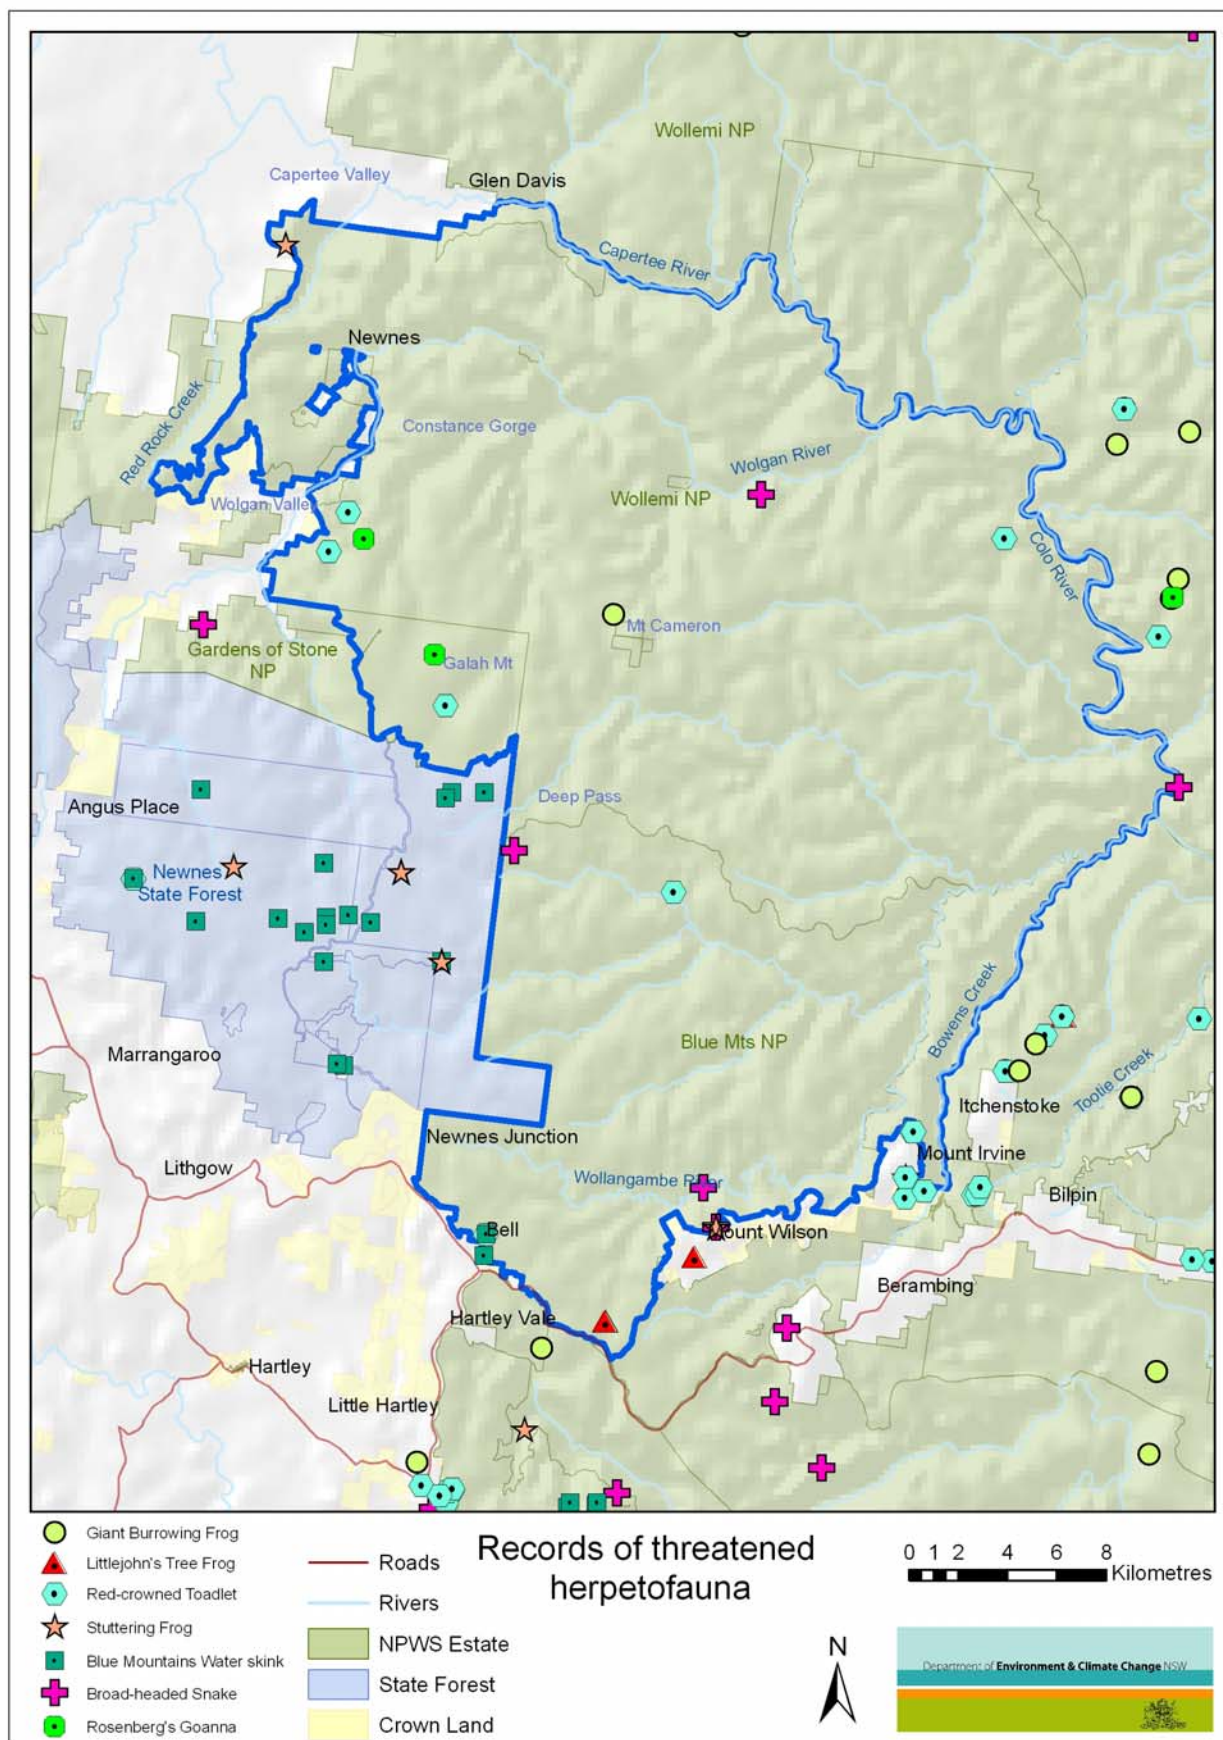 Wollemi NP
Capertee Valley
Glen Davis
Capertee River
Newnes
Red Rock Creek
Constance Gorge
Wolgan River
Wolgan Valley
Wollemi NP
Colo River
Mt Cameron
Gardens of Stone
NP
Galah Mt
Deep Pass
Angus Place
Newnes
State Forest
Bowens Creek
Blue Mts NP
Marrangaroo
Tootie Creek
Itchenstoke
Newnes Junction
Mount Irvine
Lithgow
Wollangambe River
Bilpin
Bell
Mount Wilson
Berambing
Hartley Vale
Hartley
Little Hartley
Giant Burrowing Frog
Littlejohn's Tree Frog
Red-crowned Toadlet
Stuttering Frog
Blue Mountains Water skink
Broad-headed Snake
Rosenberg's Goanna
Roads
Rivers
NPWS Estate
State Forest
Crown Land
Records of threatened
herpetofauna
0 1 2 4 6 8
Kilometres
N
Department of Environment & Climate Change NSW